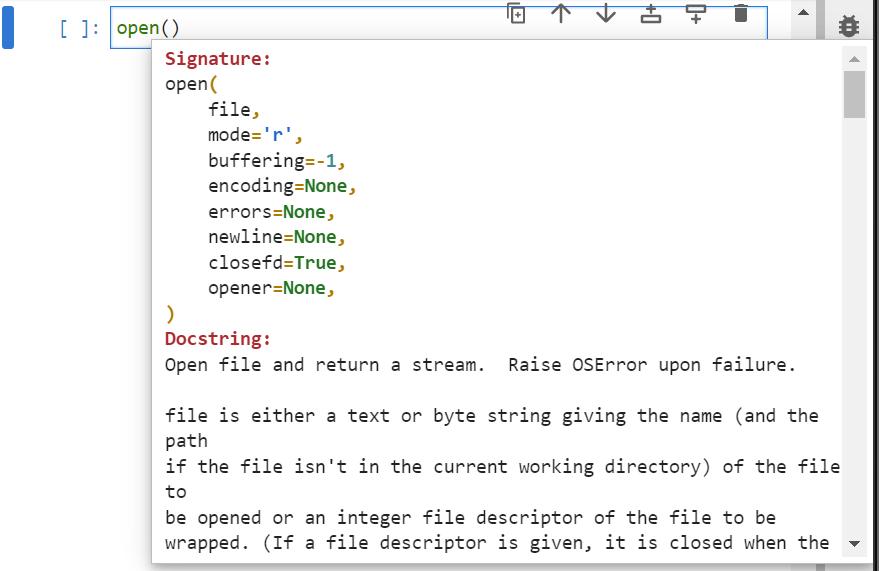 [ ]: open()
Signature:
open(
    file,
    mode='r',
    buffering=-1,
    encoding=None,
    errors=None,
    newline=None,
    closefd=True,
    opener=None,
)
Docstring:
Open file and return a stream.  Raise OSError upon failure.

file is either a text or byte string giving the name (and the
path
if the file isn't in the current working directory) of the file
to
be opened or an integer file descriptor of the file to be
wrapped. (If a file descriptor is given, it is closed when the